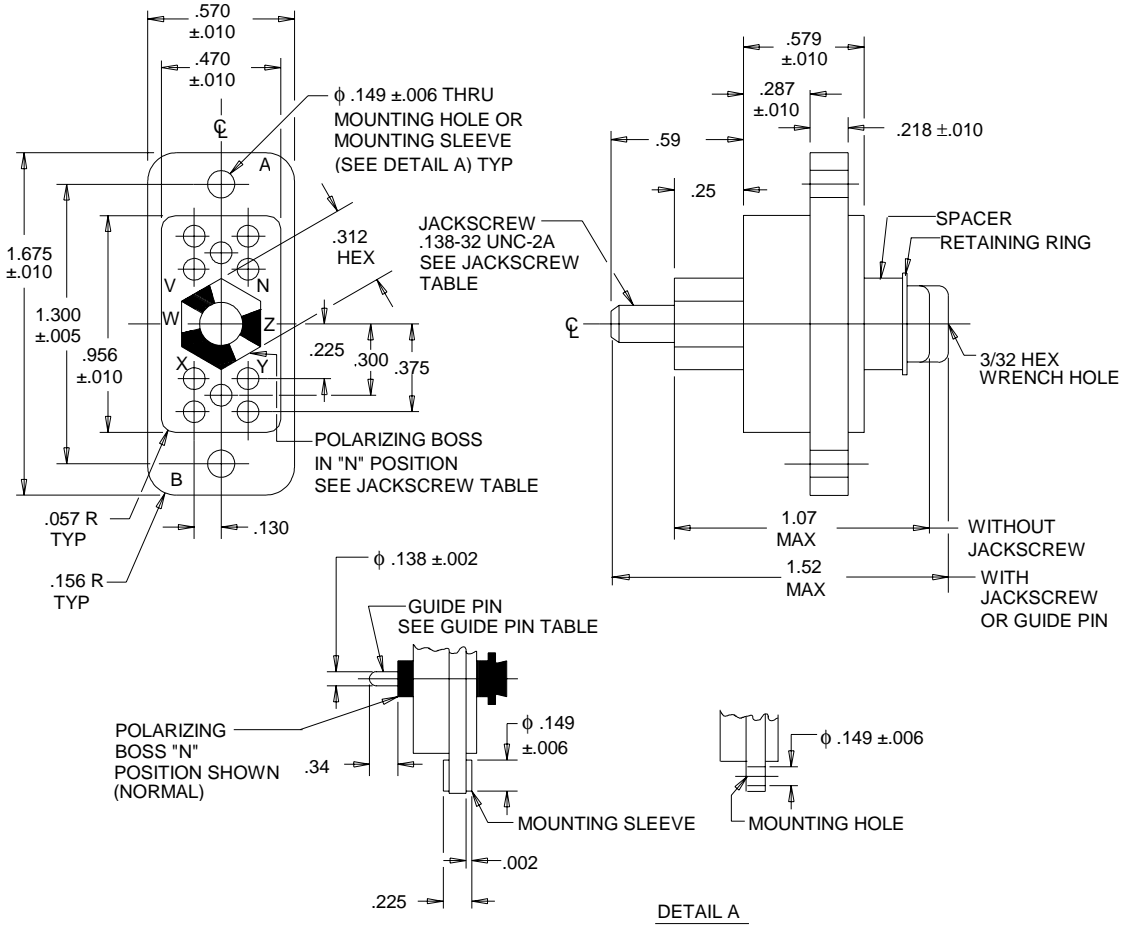 .570
±.010
.470
±.010
ϕ .149 ±.006 THRU
MOUNTING HOLE OR
MOUNTING SLEEVE
(SEE DETAIL A) TYP
℄
A
1.675
±.010
1.300
±.005
.956
±.010
.312
HEX
V
N
W
Z
X
Y
.225
.300
.375
B
POLARIZING BOSS
IN "N" POSITION
SEE JACKSCREW TABLE
.057 R
TYP
.130
.156 R
TYP
.579
±.010
.287
±.010
.218 ±.010
.59
.25
JACKSCREW
.138-32 UNC-2A
SEE JACKSCREW
TABLE
SPACER
RETAINING RING
℄
3/32 HEX
WRENCH HOLE
1.07
MAX
WITHOUT
JACKSCREW
1.52
MAX
WITH
JACKSCREW
OR GUIDE PIN
ϕ .138 ±.002
GUIDE PIN
SEE GUIDE PIN TABLE
POLARIZING
BOSS "N"
POSITION SHOWN
(NORMAL)
.34
ϕ .149
±.006
MOUNTING SLEEVE
.002
.225
ϕ .149 ±.006
MOUNTING HOLE
DETAIL A